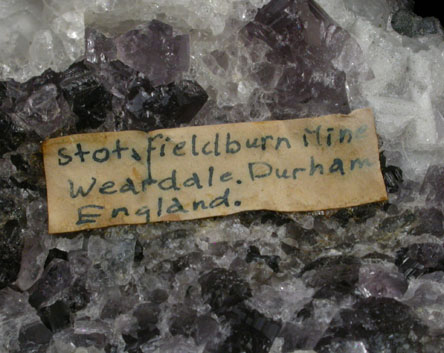 Stotsfieldburn Mine
Weardale. Durham
England.